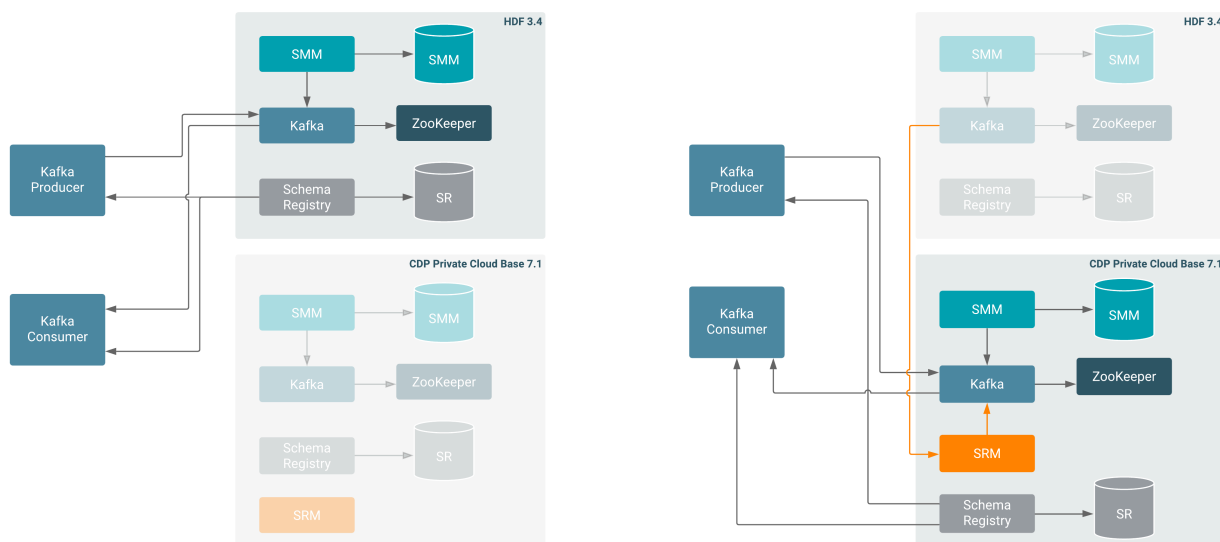 HDF 3.4
SMM
SMM
Kafka
ZooKeeper
Kafka
Producer
Schema
Registry
SR
CDP Private Cloud Base 7.1
SMM
SMM
Kafka
Consumer
Kafka
ZooKeeper
Schema
Registry
SR
SRM
HDF 3.4
SMM
SMM
Kafka
ZooKeeper
Kafka
Producer
Schema
Registry
SR
CDP Private Cloud Base 7.1
SMM
SMM
Kafka
Consumer
Kafka
ZooKeeper
SRM
Schema
Registry
SR